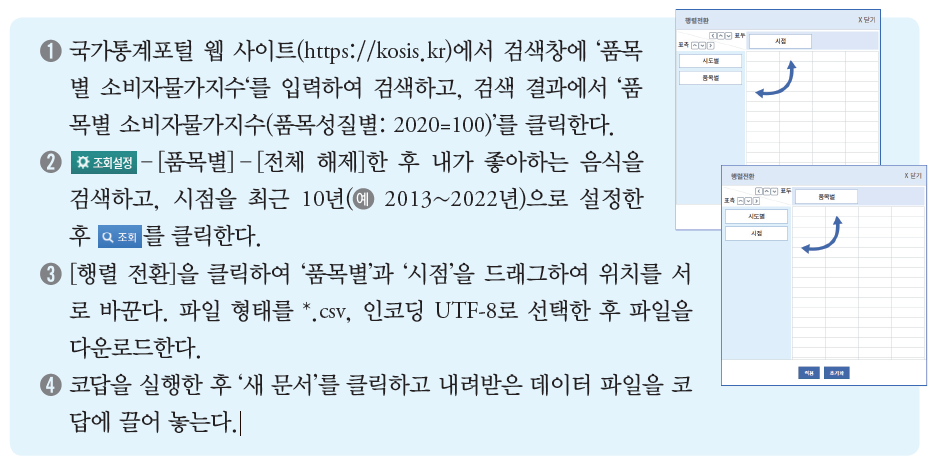 ① 국가통계포털 웹 사이트(https://kosis.kr)에서 검색창에 ‘품목
별 소비자물가지수‘를 입력하여 검색하고, 검색 결과에서 ‘품
목별 소비자물가지수(품목성질별: 2020=100)’를 클릭한다.
② 조회설정 – [품목별] – [전체 해제]한 후 내가 좋아하는 음식을
검색하고, 시점을 최근 10년(예 2013~2022년)으로 설정한
후 조회 를 클릭한다.
③ [행렬 전환]을 클릭하여 ‘품목별’과 ‘시점’을 드래그하여 위치를 서
로 바꾼다. 파일 형태를 *.csv, 인코딩 UTF-8로 선택한 후 파일을
다운로드한다.
④ 코답을 실행한 후 ‘새 문서’를 클릭하고 내려받은 데이터 파일을 코
답에 끌어 놓는다.
행렬전환 X 닫기
표두
표측
시점
시도별
품목별
행렬전환 X 닫기
표두
표측
품목별
시도별
시점
적용 초기화